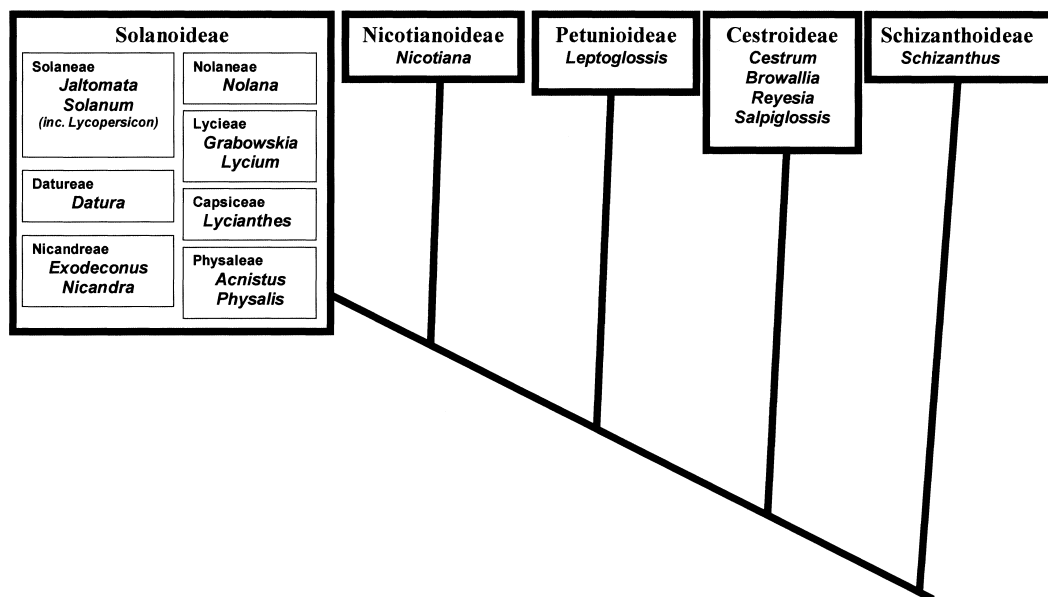 Solanoideae
Solaneae
Jaltomata
Solanum
(inc. Lycopersicon)
Datureae
Datura
Nicandreae
Exodeconus
Nicandra
Nolaneae
Nolana
Lycieae
Grabowskia
Lycium
Capsiceae
Lycianthes
Physaleae
Acnistus
Physalis
Nicotianoideae
Nicotiana
Petunioideae
Leptoglossis
Cestroideae
Cestrum
Browallia
Reyesia
Salpiglossis
Schizanthoideae
Schizanthus